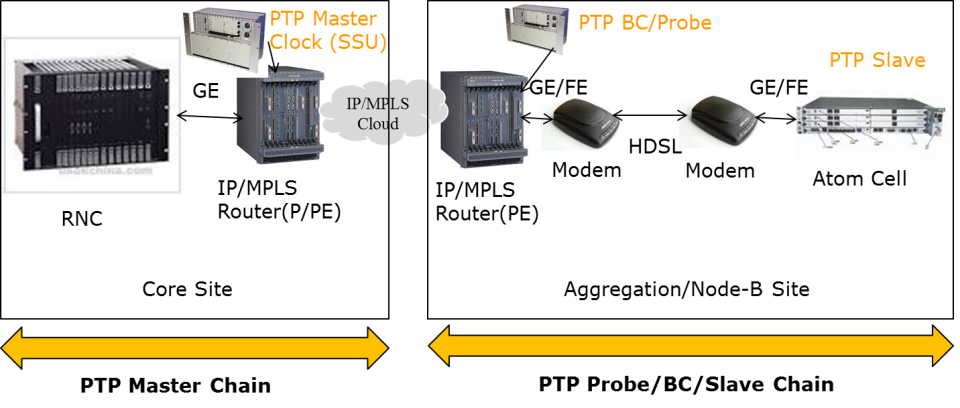 PTP Master
Clock (SSU)
GE
IP/MPLS
Cloud
IP/MPLS
Router(P/PE)
RNC
Core Site
PTP Master Chain
PTP BC/Probe
PTP Slave
GE/FE
GE/FE
HDSL
Modem
Modem
IP/MPLS
Router(PE)
Atom Cell
Aggregation/Node-B Site
PTP Probe/BC/Slave Chain